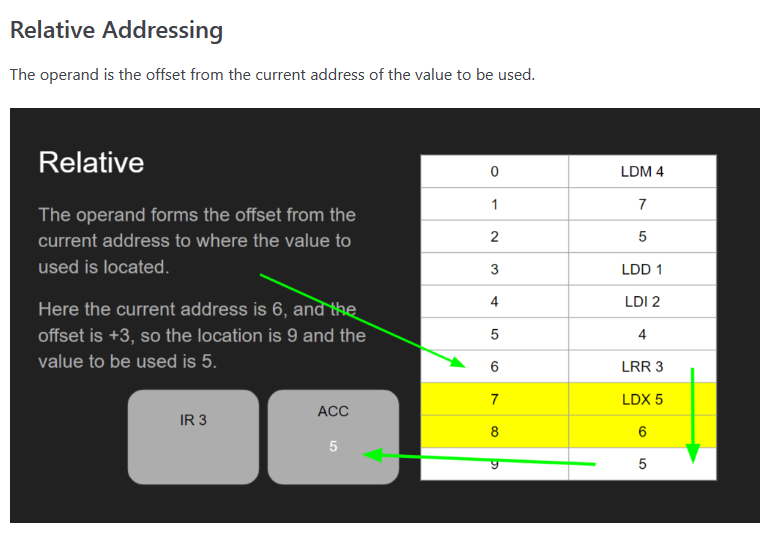 Relative Addressing
The operand is the offset from the current address of the value to be used.
Relative
The operand forms the offset from the
current address to where the value to
used is located.
Here the current address is 6, and the
offset is +3, so the location is 9 and the
value to be used is 5.
IR 3
ACC
5
0 LDM 4
1 7
2 5
3 LDD 1
4 LDI 2
5 4
6 LRR 3
7 LDX 5
8 6
9 5